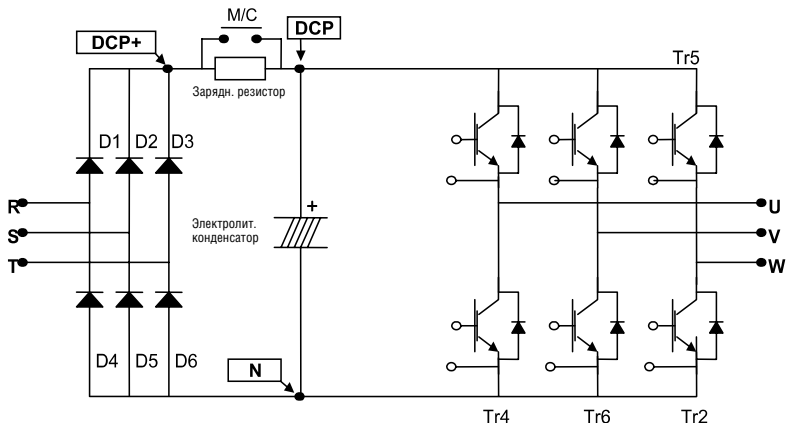 M/C
DCP+
DCP
Tr5
Зарядн. резистор
D1 D2 D3
R
S
T
Электролит.
конденсатор
+
U
V
W
D4 D5 D6
N
Tr4 Tr6 Tr2